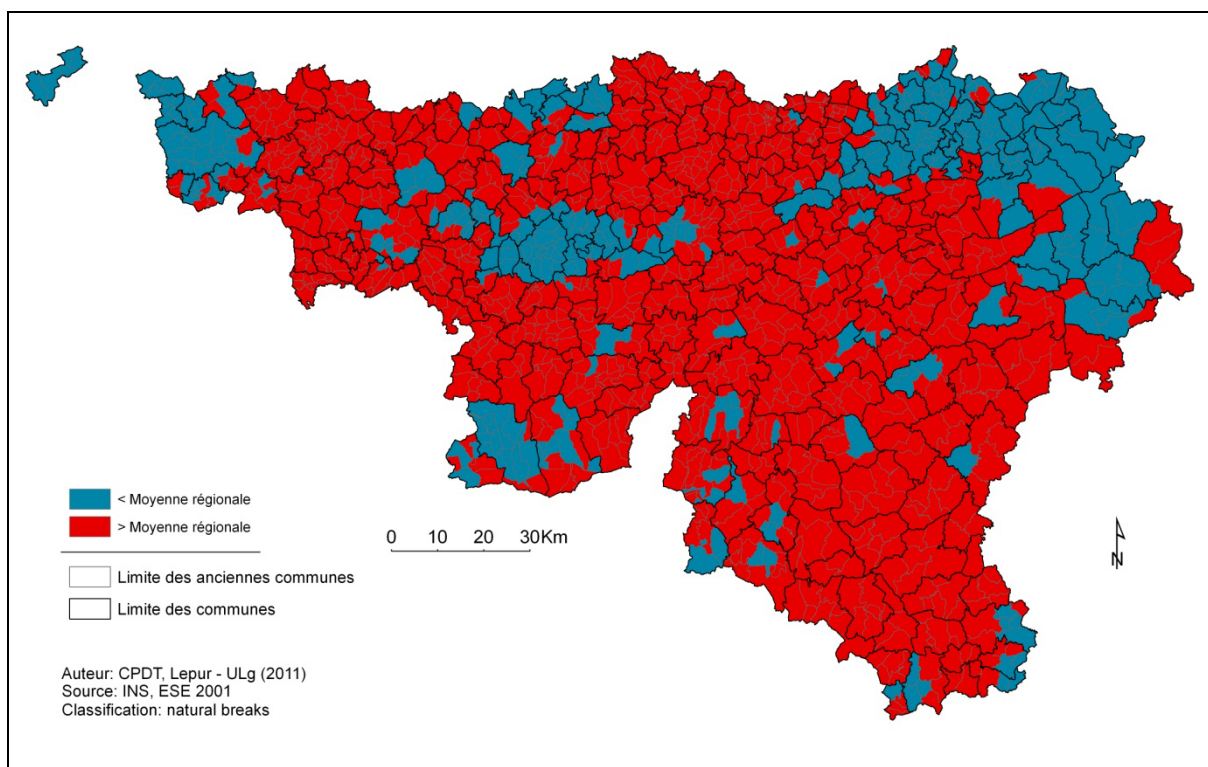 < Moyenne régionale
> Moyenne régionale
0 10 20 30Km
Limite des anciennes communes
Limite des communes
N
Auteur: CPDT, Lepur - ULg (2011)
Source: INS, ESE 2001
Classification: natural breaks